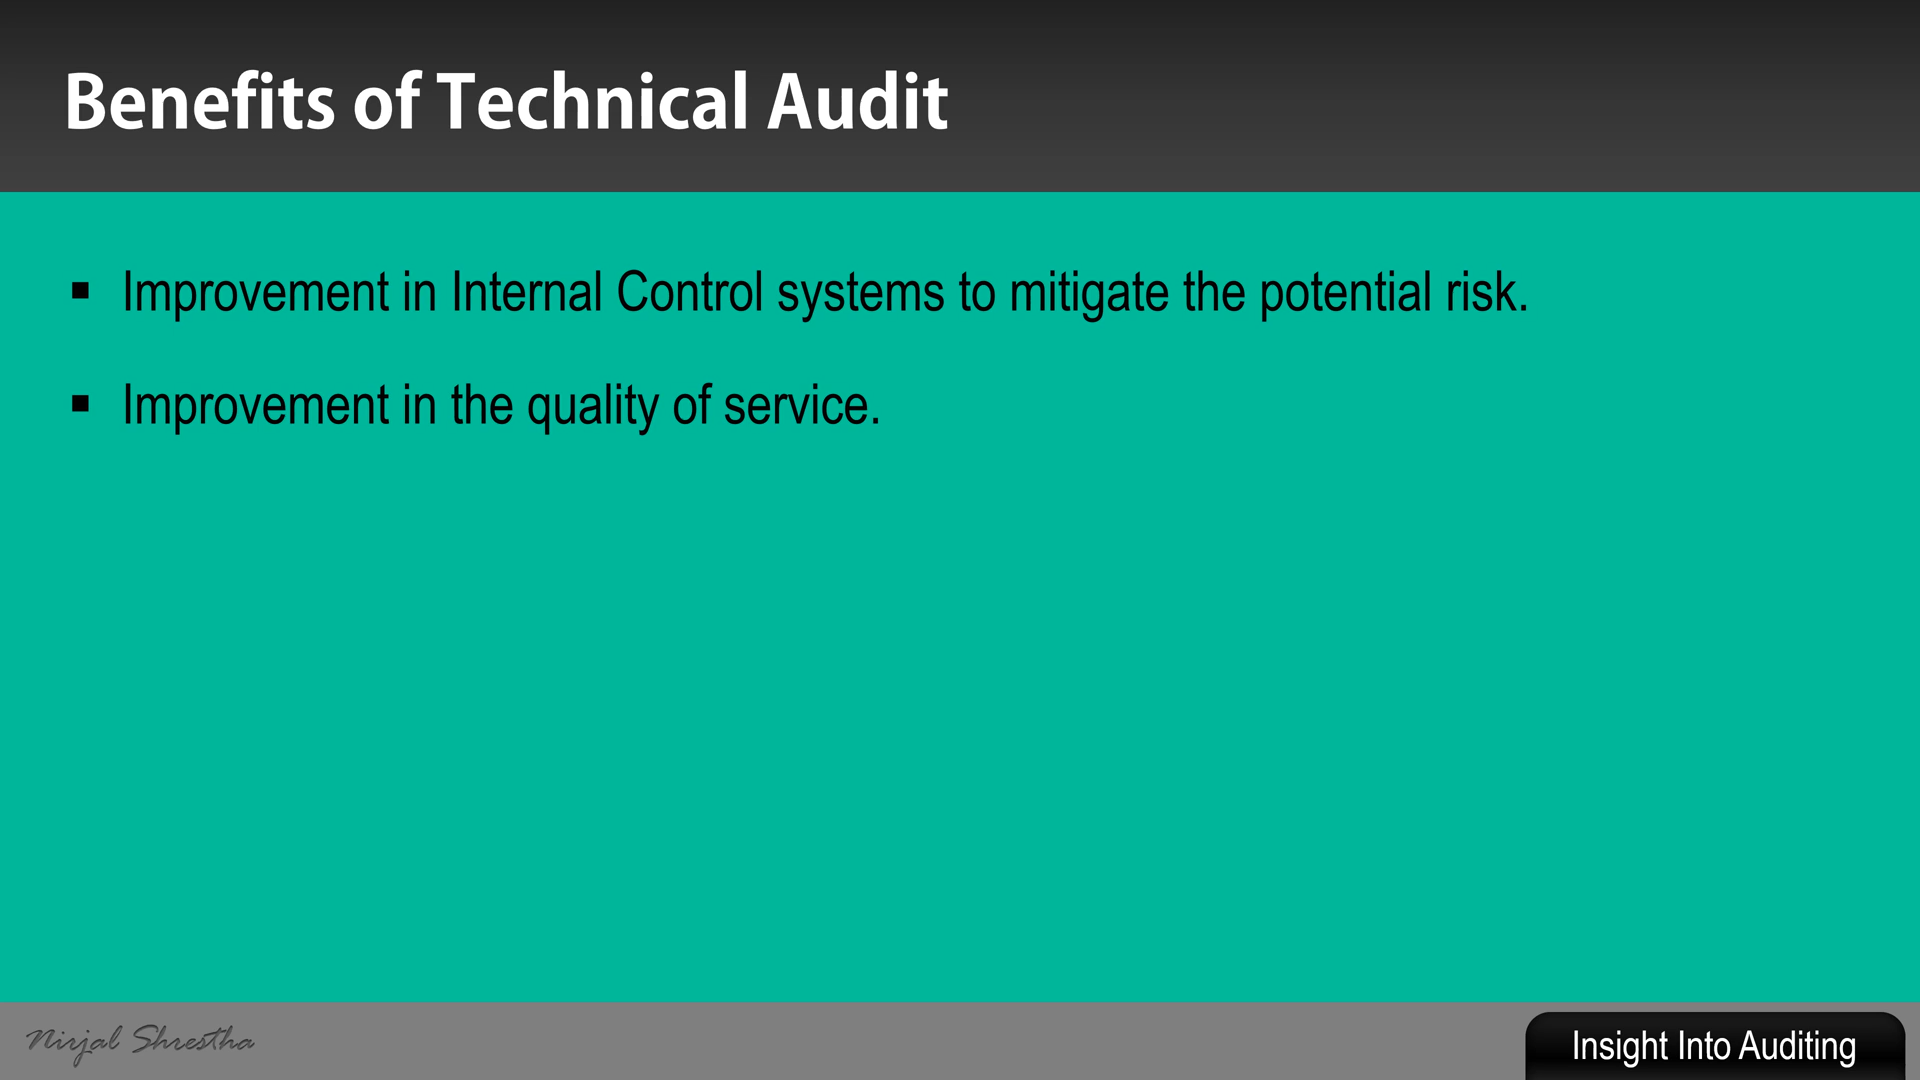 Benefits of Technical Audit
▪ Improvement in Internal Control systems to mitigate the potential risk.
▪ Improvement in the quality of service.
Nirjal Shrestha
Insight Into Auditing